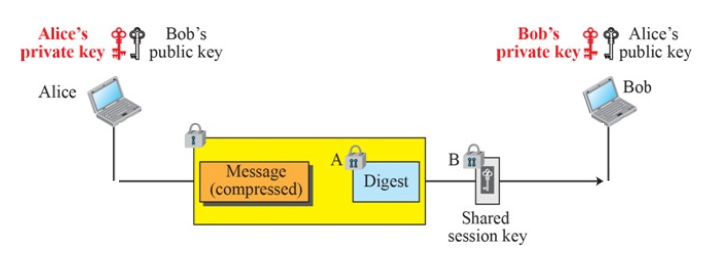 Alice's
private key
Bob's
public key
Bob's
private key
Alice's
public key
Alice
Bob
A
B
Message
(compressed)
Digest
Shared
session key